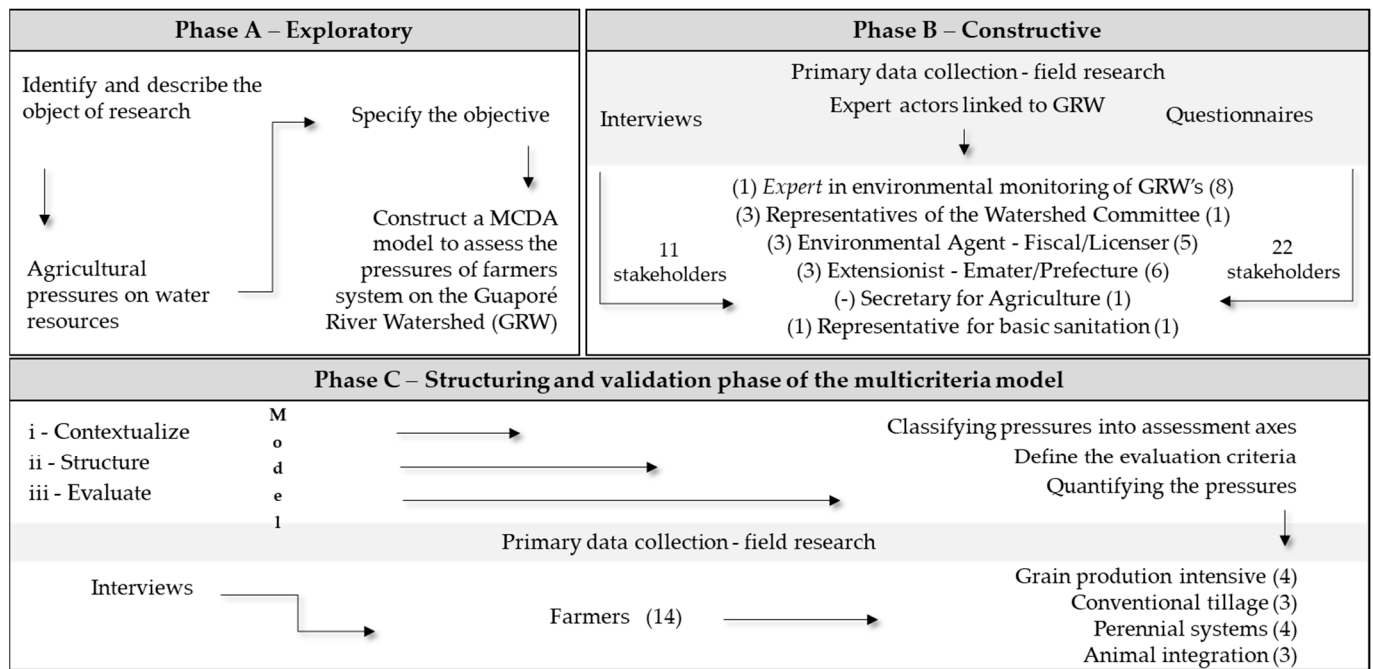 Phase A – Exploratory
Identify and describe the
object of research
Agricultural
pressures on water
resources
Specify the objective
Construct a MCDA
model to assess the
pressures of farmers
system on the Guaporé
River Watershed (GRW)
Phase B – Constructive
Primary data collection - field research
Interviews
Expert actors linked to GRW
Questionnaires
11
stakeholders
(1) Expert in environmental monitoring of GRW's (8)
(3) Representatives of the Watershed Committee (1)
(3) Environmental Agent - Fiscal/Licenser (5)
(3) Extensionist - Emater/Prefecture (6)
(-) Secretary for Agriculture (1)
(1) Representative for basic sanitation (1)
22
stakeholders
Phase C – Structuring and validation phase of the multicriteria model
i - Contextualize
ii - Structure
iii - Evaluate
M
o
d
e
l
Classifying pressures into assessment axes
Define the evaluation criteria
Quantifying the pressures
Primary data collection - field research
Interviews
Farmers (14)
Grain prodution intensive (4)
Conventional tillage (3)
Perennial systems (4)
Animal integration (3)